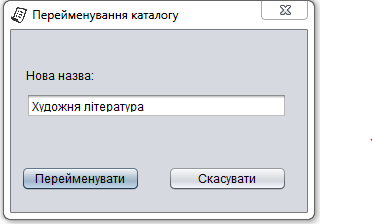 Перейменування каталогу
Нова назва:
Художня література
Перейменувати
Скасувати